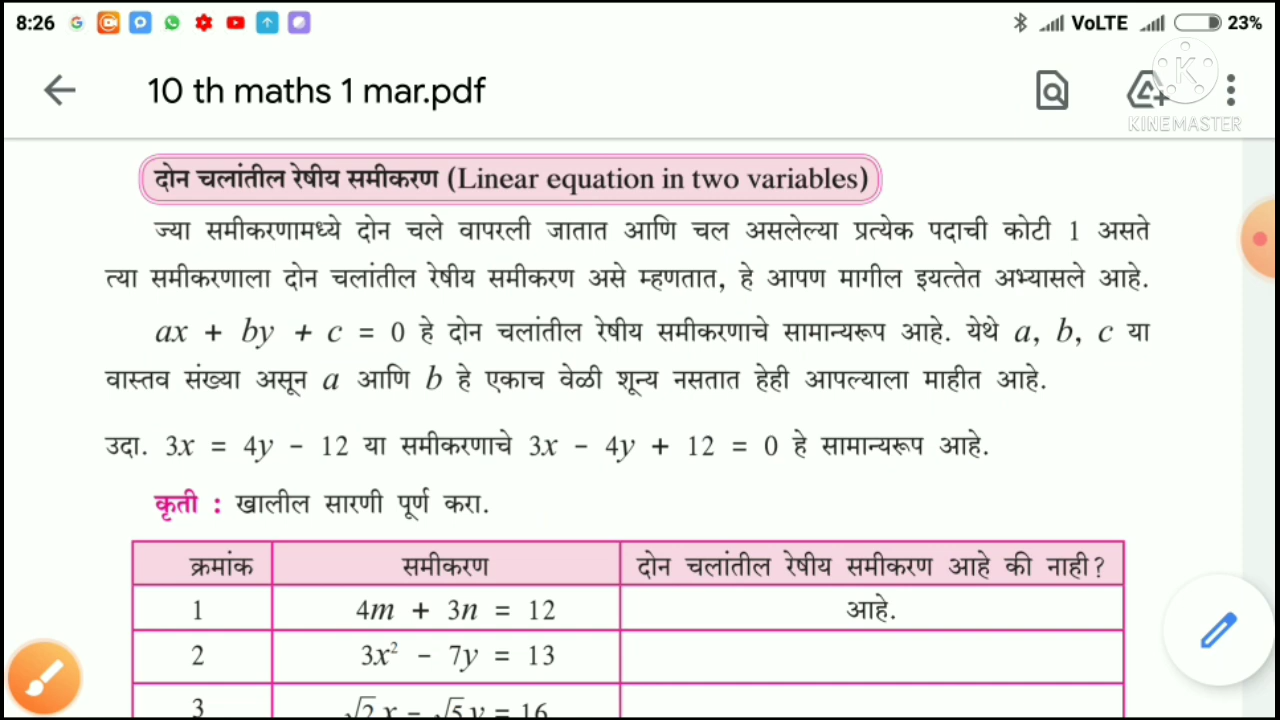 8:26 VoLTE 23%
10 th maths 1 mar.pdf
KINEMASTER
दोन चलांतील रेषीय समीकरण (Linear equation in two variables)
ज्या समीकरणामध्ये दोन चले वापरली जातात आणि चल असलेल्या प्रत्येक पदाची कोटी 1 असते
त्या समीकरणाला दोन चलांतील रेषीय समीकरण असे म्हणतात, हे आपण मागील इयत्तेत अभ्यासले आहे.
ax + by + c = 0 हे दोन चलांतील रेषीय समीकरणाचे सामान्यरूप आहे. येथे a, b, c या
वास्तव संख्या असून a आणि b हे एकाच वेळी शून्य नसतात हेही आपल्याला माहीत आहे.
उदा. 3x = 4y - 12 या समीकरणाचे 3x - 4y + 12 = 0 हे सामान्यरूप आहे.
कृती : खालील सारणी पूर्ण करा.
क्रमांक समीकरण दोन चलांतील रेषीय समीकरण आहे की नाही?
1 4m + 3n = 12 आहे.
2 3x² - 7y = 13
3 √2x - √5y = 16